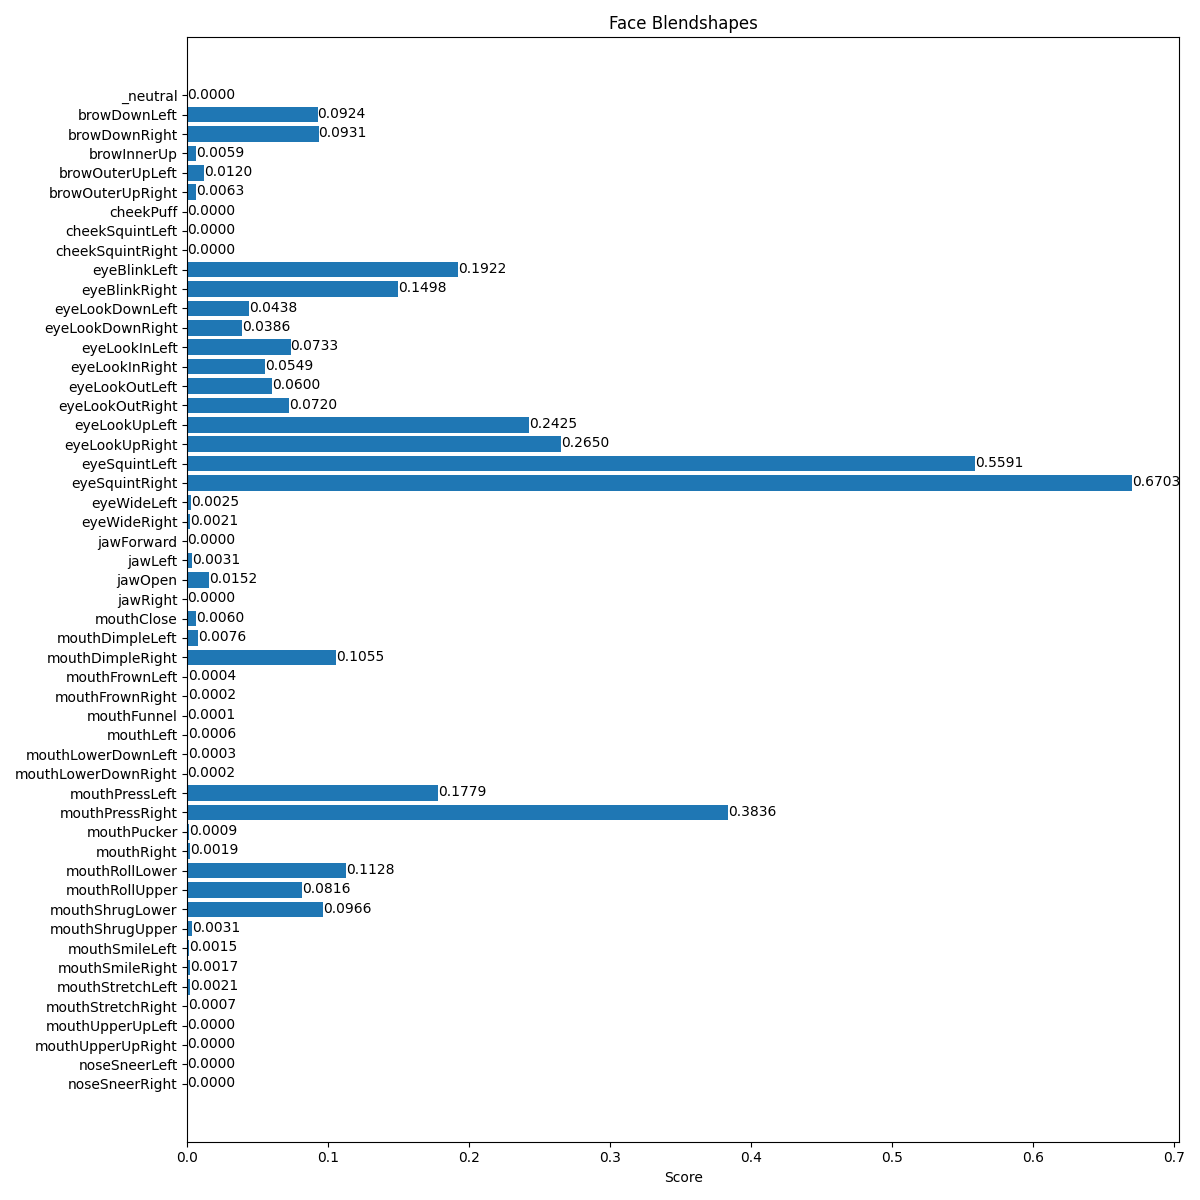 Face Blendshapes
_neutral 0.0000
browDownLeft 0.0924
browDownRight 0.0931
browInnerUp 0.0059
browOuterUpLeft 0.0120
browOuterUpRight 0.0063
cheekPuff 0.0000
cheekSquintLeft 0.0000
cheekSquintRight 0.0000
eyeBlinkLeft 0.1922
eyeBlinkRight 0.1498
eyeLookDownLeft 0.0438
eyeLookDownRight 0.0386
eyeLookInLeft 0.0733
eyeLookInRight 0.0549
eyeLookOutLeft 0.0600
eyeLookOutRight 0.0720
eyeLookUpLeft 0.2425
eyeLookUpRight 0.2650
eyeSquintLeft 0.5591
eyeSquintRight 0.6703
eyeWideLeft 0.0025
eyeWideRight 0.0021
jawForward 0.0000
jawLeft 0.0031
jawOpen 0.0152
jawRight 0.0000
mouthClose 0.0060
mouthDimpleLeft 0.0076
mouthDimpleRight 0.1055
mouthFrownLeft 0.0004
mouthFrownRight 0.0002
mouthFunnel 0.0001
mouthLeft 0.0006
mouthLowerDownLeft 0.0003
mouthLowerDownRight 0.0002
mouthPressLeft 0.1779
mouthPressRight 0.3836
mouthPucker 0.0009
mouthRight 0.0019
mouthRollLower 0.1128
mouthRollUpper 0.0816
mouthShrugLower 0.0966
mouthShrugUpper 0.0031
mouthSmileLeft 0.0015
mouthSmileRight 0.0017
mouthStretchLeft 0.0021
mouthStretchRight 0.0007
mouthUpperUpLeft 0.0000
mouthUpperUpRight 0.0000
noseSneerLeft 0.0000
noseSneerRight 0.0000
0.0 0.1 0.2 0.3 0.4 0.5 0.6 0.7
Score